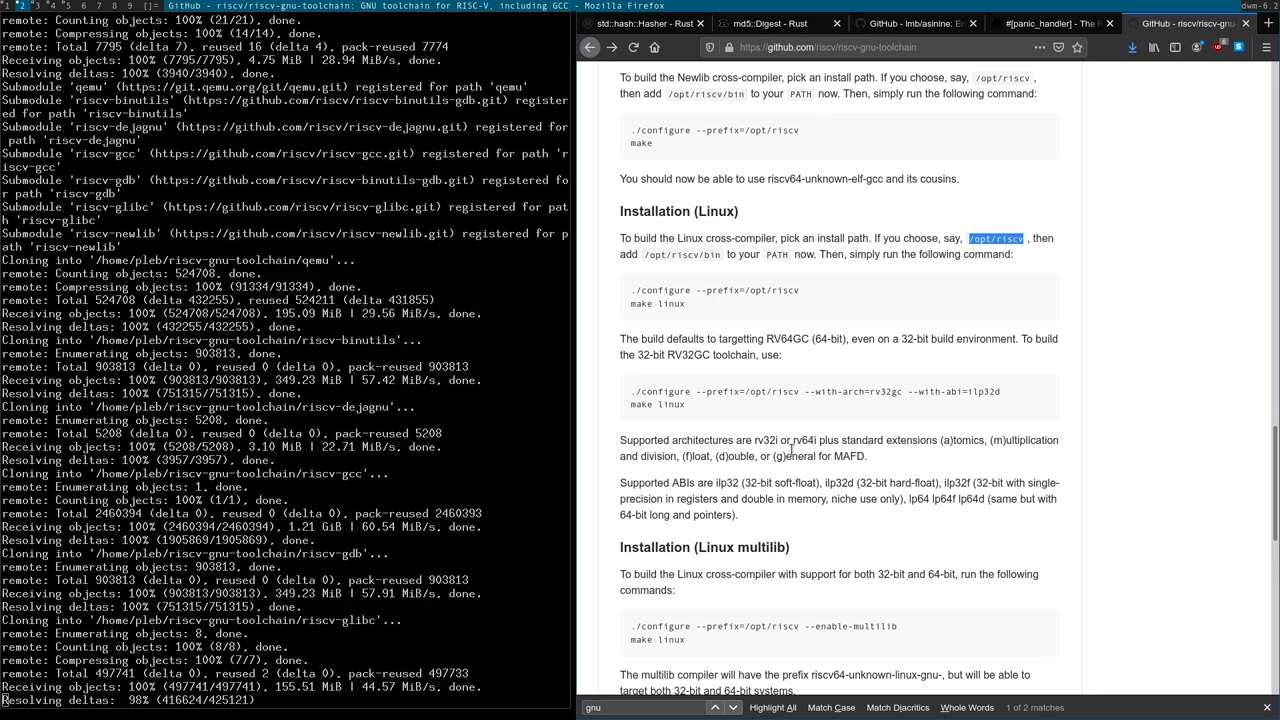 1 2 3 4 5 6 7 8 9 []= GitHub - riscv/riscv-gnu-toolchain: GNU toolchain for RISC-V, including GCC - Mozilla Firefox dwm-6.2
remote: Counting objects: 100% (21/21), done.
remote: Compressing objects: 100% (14/14), done.
remote: Total 7795 (delta 7), reused 16 (delta 4), pack-reused 7774
Receiving objects: 100% (7795/7795), 4.75 MiB | 28.94 MiB/s, done.
Resolving deltas: 100% (3940/3940), done.
Submodule 'qemu' (https://git.qemu.org/git/qemu.git) registered for path 'qemu'
Submodule 'riscv-binutils' (https://github.com/riscv/riscv-binutils-gdb.git) register
ed for path 'riscv-binutils'
Submodule 'riscv-dejagnu' (https://github.com/riscv/riscv-dejagnu.git) registered for
 path 'riscv-dejagnu'
Submodule 'riscv-gcc' (https://github.com/riscv/riscv-gcc.git) registered for path 'r
iscv-gcc'
Submodule 'riscv-gdb' (https://github.com/riscv/riscv-binutils-gdb.git) registered fo
r path 'riscv-gdb'
Submodule 'riscv-glibc' (https://github.com/riscv/riscv-glibc.git) registered for pat
h 'riscv-glibc'
Submodule 'riscv-newlib' (https://github.com/riscv/riscv-newlib.git) registered for p
ath 'riscv-newlib'
Cloning into '/home/pleb/riscv-gnu-toolchain/qemu'...
remote: Enumerating objects: 524708, done.
remote: Counting objects: 100% (524708/524708), done.
remote: Compressing objects: 100% (91334/91334), done.
remote: Total 524708 (delta 432255), reused 524211 (delta 431855)
Receiving objects: 100% (524708/524708), 195.09 MiB | 29.56 MiB/s, done.
Resolving deltas: 100% (432255/432255), done.
Cloning into '/home/pleb/riscv-gnu-toolchain/riscv-binutils'...
remote: Enumerating objects: 903813, done.
remote: Total 903813 (delta 0), reused 0 (delta 0), pack-reused 903813
Receiving objects: 100% (903813/903813), 349.23 MiB | 57.42 MiB/s, done.
Resolving deltas: 100% (751315/751315), done.
Cloning into '/home/pleb/riscv-gnu-toolchain/riscv-dejagnu'...
remote: Enumerating objects: 5208, done.
remote: Total 5208 (delta 0), reused 0 (delta 0), pack-reused 5208
Receiving objects: 100% (5208/5208), 3.10 MiB | 22.71 MiB/s, done.
Resolving deltas: 100% (3957/3957), done.
Cloning into '/home/pleb/riscv-gnu-toolchain/riscv-gcc'...
remote: Enumerating objects: 1, done.
remote: Counting objects: 100% (1/1), done.
remote: Total 2460394 (delta 0), reused 0 (delta 0), pack-reused 2460393
Receiving objects: 100% (2460394/2460394), 1.21 GiB | 60.54 MiB/s, done.
Resolving deltas: 100% (1905869/1905869), done.
Cloning into '/home/pleb/riscv-gnu-toolchain/riscv-gdb'...
remote: Enumerating objects: 903813, done.
remote: Total 903813 (delta 0), reused 0 (delta 0), pack-reused 903813
Receiving objects: 100% (903813/903813), 349.23 MiB | 57.91 MiB/s, done.
Resolving deltas: 100% (751315/751315), done.
Cloning into '/home/pleb/riscv-gnu-toolchain/riscv-glibc'...
remote: Enumerating objects: 8, done.
remote: Counting objects: 100% (8/8), done.
remote: Compressing objects: 100% (7/7), done.
remote: Total 497741 (delta 0), reused 2 (delta 0), pack-reused 497733
Receiving objects: 100% (497741/497741), 155.51 MiB | 44.57 MiB/s, done.
Resolving deltas:  98% (416624/425121)
std::hash::Hasher - Rust md5::Digest - Rust GitHub - lmb/asinine: E #[panic_handler] - The R GitHub - riscv/riscv-gn
https://github.com/riscv/riscv-gnu-toolchain
To build the Newlib cross-compiler, pick an install path. If you choose, say, /opt/riscv ,
then add /opt/riscv/bin to your PATH now. Then, simply run the following command:
./configure --prefix=/opt/riscv
make
You should now be able to use riscv64-unknown-elf-gcc and its cousins.
Installation (Linux)
To build the Linux cross-compiler, pick an install path. If you choose, say, /opt/riscv , then
add /opt/riscv/bin to your PATH now. Then, simply run the following command:
./configure --prefix=/opt/riscv
make linux
The build defaults to targetting RV64GC (64-bit), even on a 32-bit build environment. To build
the 32-bit RV32GC toolchain, use:
./configure --prefix=/opt/riscv --with-arch=rv32gc --with-abi=ilp32d
make linux
Supported architectures are rv32i or rv64i plus standard extensions (a)tomics, (m)ultiplication
and division, (f)loat, (d)ouble, or (g)eneral for MAFD.
Supported ABIs are ilp32 (32-bit soft-float), ilp32d (32-bit hard-float), ilp32f (32-bit with single-
precision in registers and double in memory, niche use only), lp64 lp64f lp64d (same but with
64-bit long and pointers).
Installation (Linux multilib)
To build the Linux cross-compiler with support for both 32-bit and 64-bit, run the following
commands:
./configure --prefix=/opt/riscv --enable-multilib
make linux
The multilib compiler will have the prefix riscv64-unknown-linux-gnu-, but will be able to
target both 32-bit and 64-bit systems.
gnu Highlight All Match Case Match Diacritics Whole Words 1 of 2 matches